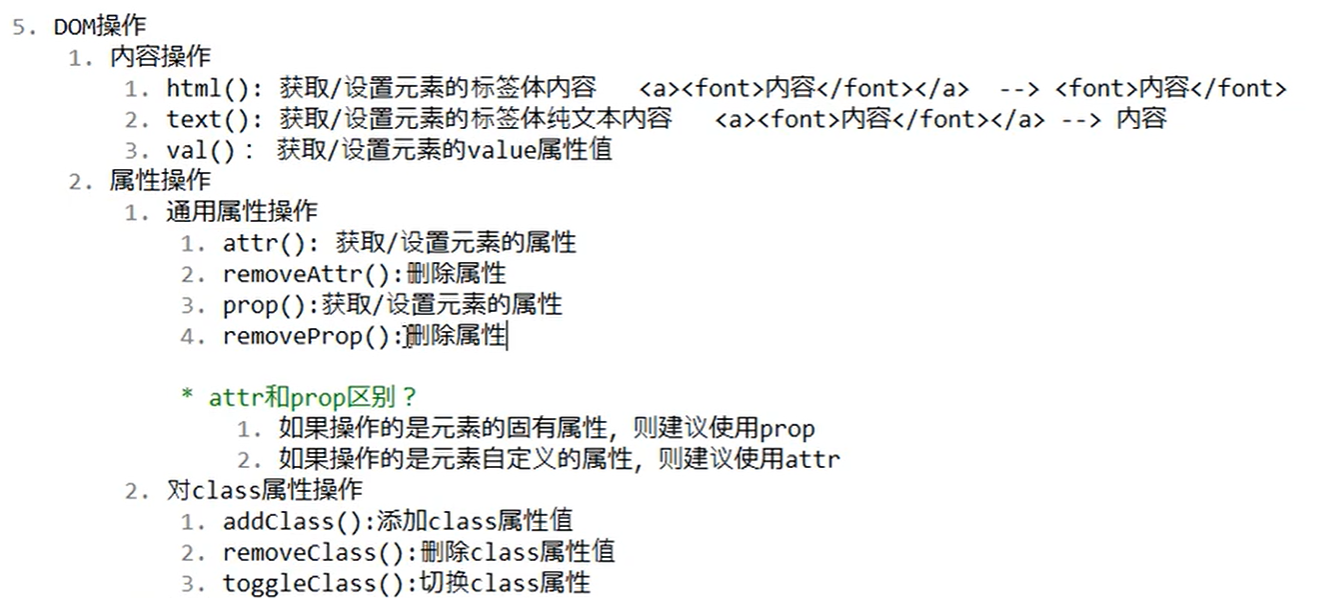 5. DOM操作
1. 内容操作
1. html(): 获取/设置元素的标签体内容   <a><font>内容</font></a>  --> <font>内容</font>
2. text(): 获取/设置元素的标签体纯文本内容   <a><font>内容</font></a> --> 内容
3. val()： 获取/设置元素的value属性值
2. 属性操作
1. 通用属性操作
1. attr(): 获取/设置元素的属性
2. removeAttr():删除属性
3. prop():获取/设置元素的属性
4. removeProp():删除属性
* attr和prop区别？
1. 如果操作的是元素的固有属性，则建议使用prop
2. 如果操作的是元素自定义的属性，则建议使用attr
2. 对class属性操作
1. addClass():添加class属性值
2. removeClass():删除class属性值
3. toggleClass():切换class属性